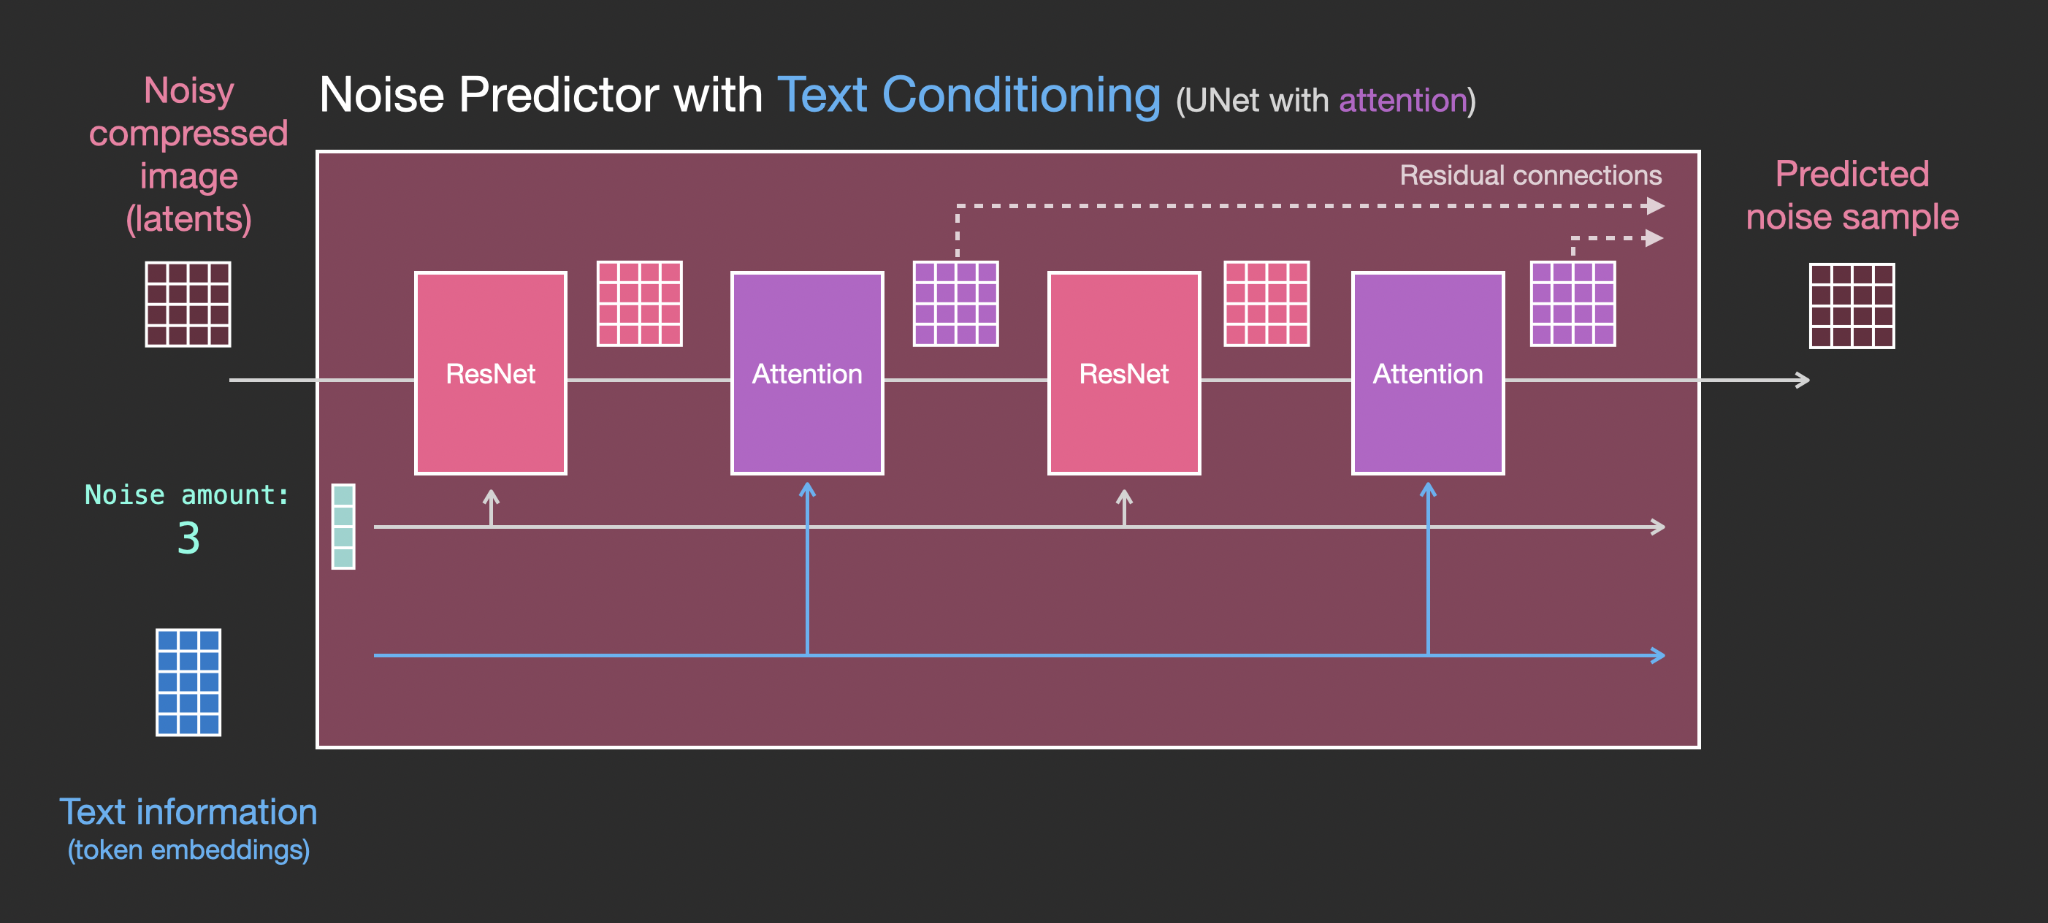 Noisy
compressed
image
(latents)
Noise Predictor with Text Conditioning (UNet with attention)
Residual connections
Predicted
noise sample
ResNet
Attention
ResNet
Attention
Noise amount:
3
Text information
(token embeddings)